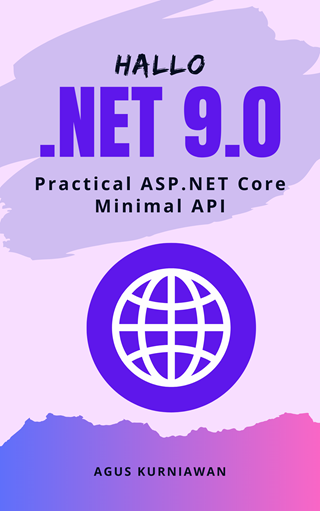 HALLO
.NET 9.0
Practical ASP.NET Core
Minimal API
AGUS KURNIAWAN